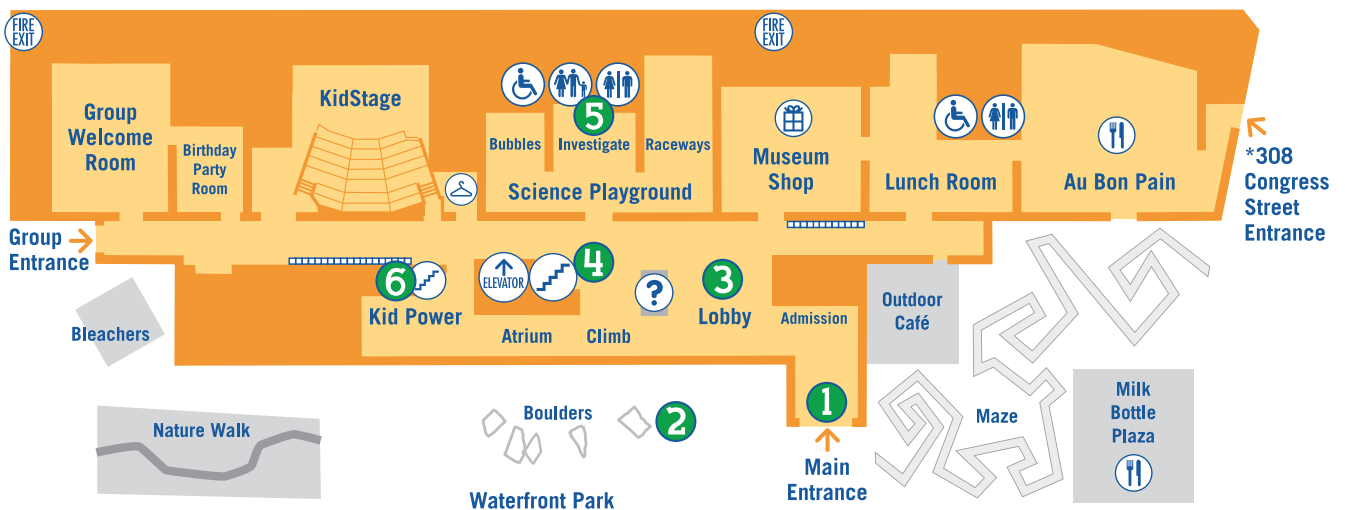 FIRE
EXIT
FIRE
EXIT
Group
Welcome
Room
Birthday
Party
Room
KidStage
5
Bubbles
Investigate
Raceways
Science Playground
Museum
Shop
Lunch Room
Au Bon Pain
*308
Congress
Street
Entrance
Group
Entrance
6
Kid Power
ELEVATOR
4
?
3
Lobby
Atrium
Climb
Admission
Outdoor
Café
Bleachers
Nature Walk
Boulders
2
Waterfront Park
1
Main
Entrance
Maze
Milk
Bottle
Plaza